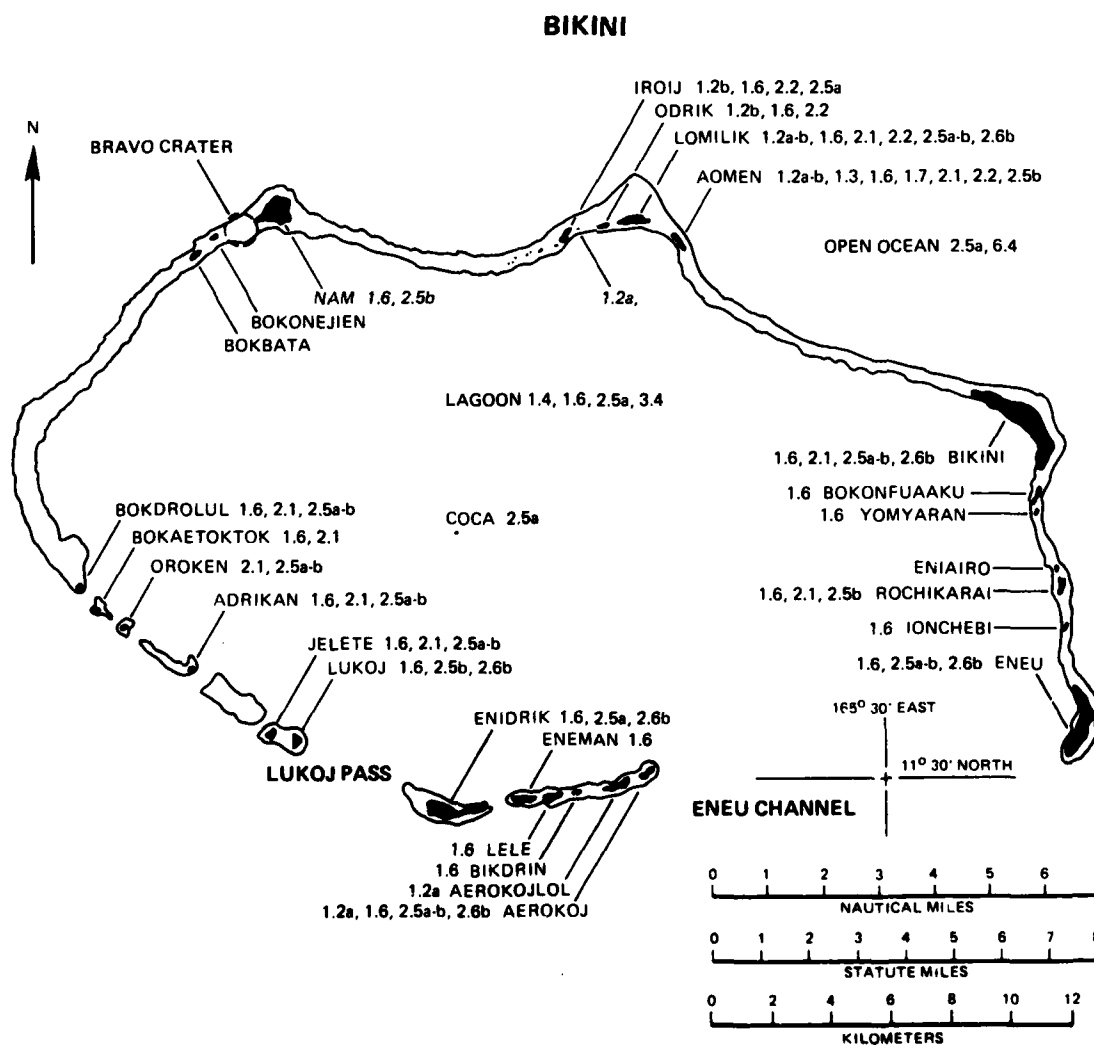 BIKINI
IROIJ 1.2b, 1.6, 2.2, 2.5a
ODRIK 1.2b, 1.6, 2.2
N
LOMILIK 1.2a-b, 1.6, 2.1, 2.2, 2.5a-b, 2.6b
BRAVO CRATER
AOMEN 1.2a-b, 1.3, 1.6, 1.7, 2.1, 2.2, 2.5b
OPEN OCEAN 2.5a, 6.4
NAM 1.6, 2.5b
1.2a,
BOKONEJIEN
BOKBATA
LAGOON 1.4, 1.6, 2.5a, 3.4
1.6, 2.1, 2.5a-b, 2.6b BIKINI
1.6 BOKONFUAAKU
1.6 YOMYARAN
BOKDROLUL 1.6, 2.1, 2.5a-b
COCA 2.5a
BOKAETOKTOK 1.6, 2.1
OROKEN 2.1, 2.5a-b
ENIAIRO
ADRIKAN 1.6, 2.1, 2.5a-b
1.6, 2.1, 2.5b ROCHIKARAI
1.6 IONCHEBI
JELETE 1.6, 2.1, 2.5a-b
LUKOJ 1.6, 2.5b, 2.6b
1.6, 2.5a-b, 2.6b ENEU
165° 30' EAST
ENIDRIK 1.6, 2.5a, 2.6b
ENEMAN 1.6
11° 30' NORTH
LUKOJ PASS
ENEU CHANNEL
1.6 LELE
1.6 BIKDRIN
1.2a AEROKOJLOL
1.2a, 1.6, 2.5a-b, 2.6b AEROKOJ
0 1 2 3 4 5 6
NAUTICAL MILES
0 1 2 3 4 5 6 7 8
STATUTE MILES
0 2 4 6 8 10 12
KILOMETERS